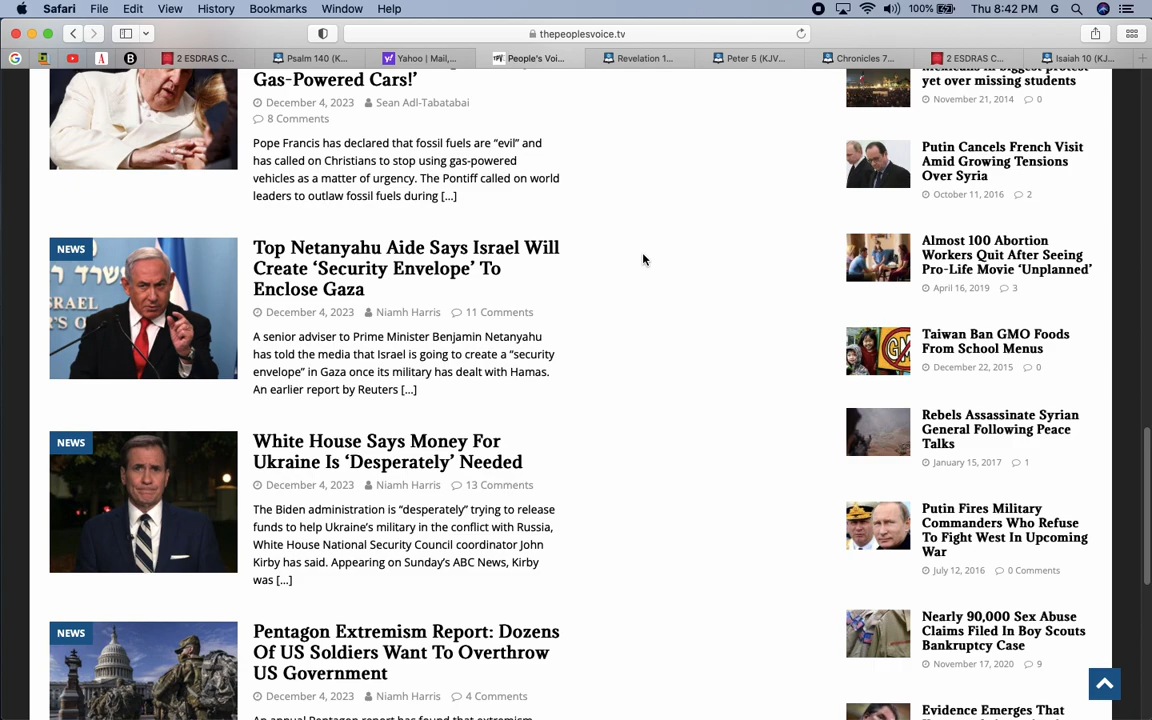 Safari File Edit View History Bookmarks Window Help 100% Thu 8:42 PM G
thepeoplesvoice.tv
2 ESDRAS C... Psalm 140 (K... Yahoo | Mail,... People's Voi... Revelation 1... Peter 5 (KJV... Chronicles 7... 2 ESDRAS C... Isaiah 10 (KJ...
Gas-Powered Cars!’
December 4, 2023 Sean Adl-Tabatabai
8 Comments
Pope Francis has declared that fossil fuels are “evil” and
has called on Christians to stop using gas-powered
vehicles as a matter of urgency. The Pontiff called on world
leaders to outlaw fossil fuels during [...]
NEWS
Top Netanyahu Aide Says Israel Will
Create ‘Security Envelope’ To
Enclose Gaza
December 4, 2023 Niamh Harris 11 Comments
A senior adviser to Prime Minister Benjamin Netanyahu
has told the media that Israel is going to create a “security
envelope” in Gaza once its military has dealt with Hamas.
An earlier report by Reuters [...]
NEWS
White House Says Money For
Ukraine Is ‘Desperately’ Needed
December 4, 2023 Niamh Harris 13 Comments
The Biden administration is “desperately” trying to release
funds to help Ukraine’s military in the conflict with Russia,
White House National Security Council coordinator John
Kirby has said. Appearing on Sunday’s ABC News, Kirby
was [...]
NEWS
Pentagon Extremism Report: Dozens
Of US Soldiers Want To Overthrow
US Government
December 4, 2023 Niamh Harris 4 Comments
An annual Pentagon report has found that extremism
yet over missing students
November 21, 2014 0
Putin Cancels French Visit
Amid Growing Tensions
Over Syria
October 11, 2016 2
Almost 100 Abortion
Workers Quit After Seeing
Pro-Life Movie ‘Unplanned’
April 16, 2019 3
Taiwan Ban GMO Foods
From School Menus
December 22, 2015 0
Rebels Assassinate Syrian
General Following Peace
Talks
January 15, 2017 1
Putin Fires Military
Commanders Who Refuse
To Fight West In Upcoming
War
July 12, 2016 0 Comments
Nearly 90,000 Sex Abuse
Claims Filed In Boy Scouts
Bankruptcy Case
November 17, 2020 9
Evidence Emerges That